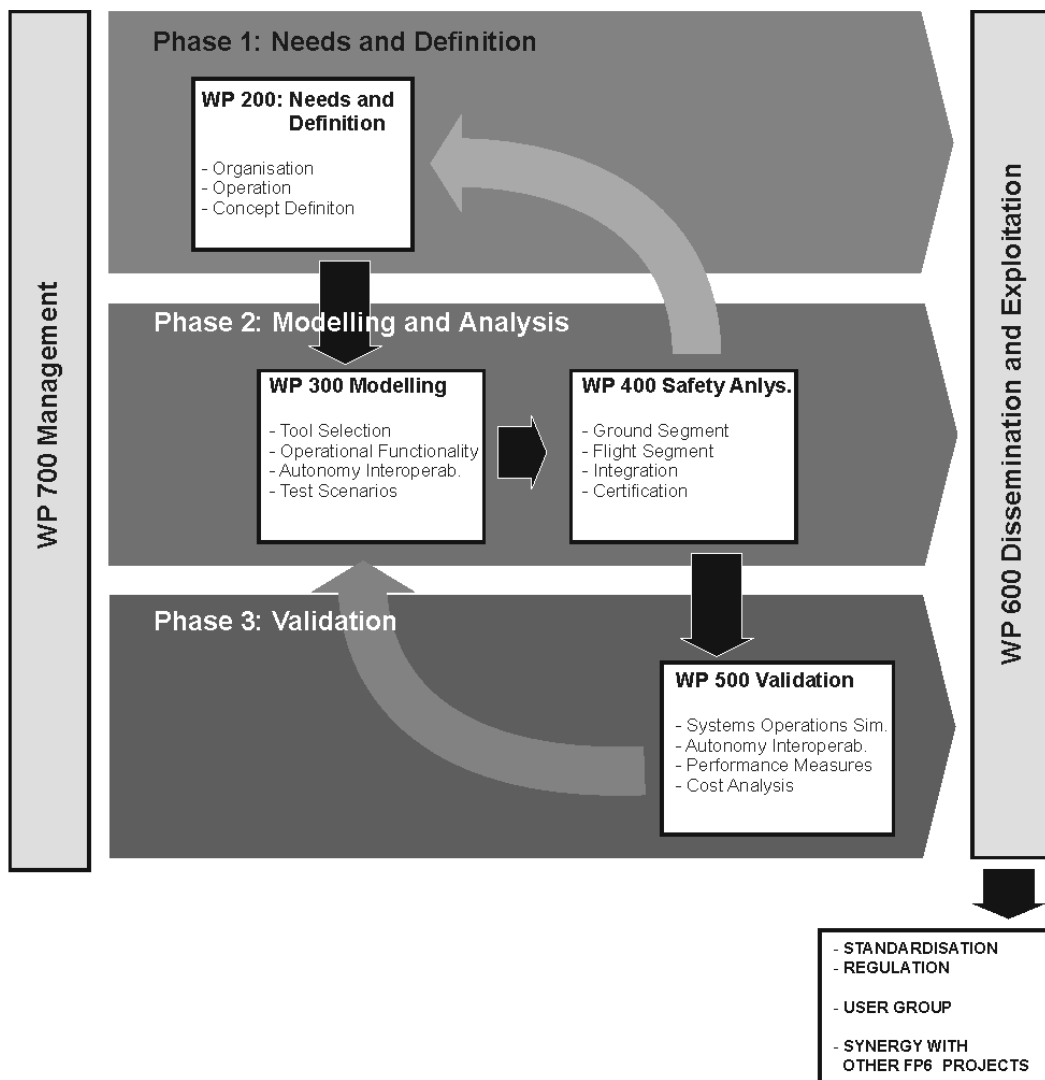 WP 700 Management
Phase 1: Needs and Definition
WP 200: Needs and
Definition
- Organisation
- Operation
- Concept Definiton
Phase 2: Modelling and Analysis
WP 300 Modelling
- Tool Selection
- Operational Functionality
- Autonomy Interoperab.
- Test Scenarios
WP 400 Safety Anlys.
- Ground Segment
- Flight Segment
- Integration
- Certification
Phase 3: Validation
WP 500 Validation
- Systems Operations Sim.
- Autonomy Interoperab.
- Performance Measures
- Cost Analysis
WP 600 Dissemination and Exploitation
- STANDARDISATION
- REGULATION
- USER GROUP
- SYNERGY WITH
OTHER FP6 PROJECTS